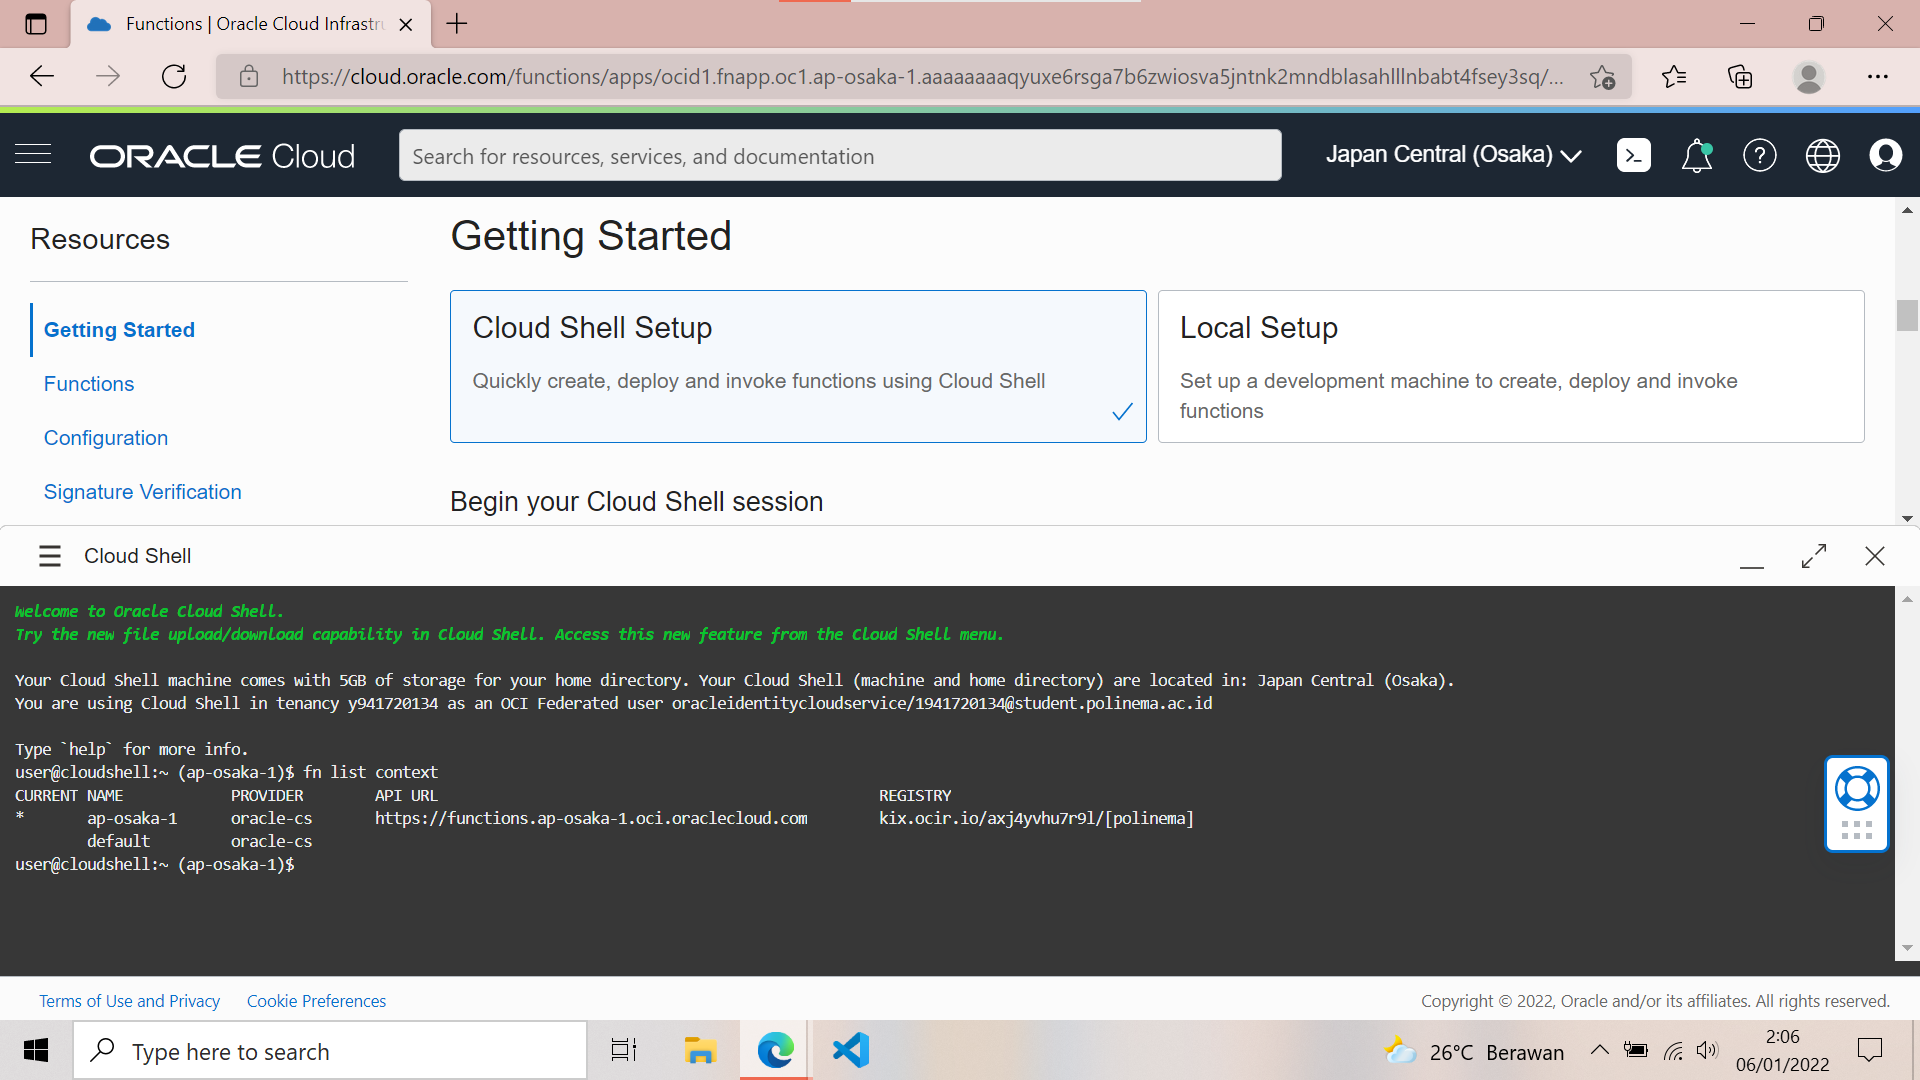 Functions | Oracle Cloud Infrastru
https://cloud.oracle.com/functions/apps/ocid1.fnapp.oc1.ap-osaka-1.aaaaaaaaqyuxe6rsga7b6zwiosva5jntnk2mndblasahlllnbabt4fsey3sq/...
ORACLE Cloud
Search for resources, services, and documentation
Japan Central (Osaka)
Resources
Getting Started
Functions
Configuration
Signature Verification
Getting Started
Cloud Shell Setup
Quickly create, deploy and invoke functions using Cloud Shell
Local Setup
Set up a development machine to create, deploy and invoke
functions
Begin your Cloud Shell session
Cloud Shell
Welcome to Oracle Cloud Shell.
Try the new file upload/download capability in Cloud Shell. Access this new feature from the Cloud Shell menu.
Your Cloud Shell machine comes with 5GB of storage for your home directory. Your Cloud Shell (machine and home directory) are located in: Japan Central (Osaka).
You are using Cloud Shell in tenancy y941720134 as an OCI Federated user oracleidentitycloudservice/1941720134@student.polinema.ac.id
Type `help` for more info.
user@cloudshell:~ (ap-osaka-1)$ fn list context
CURRENT NAME PROVIDER API URL REGISTRY
* ap-osaka-1 oracle-cs https://functions.ap-osaka-1.oci.oraclecloud.com kix.ocir.io/axj4yvhu7r9l/[polinema]
default oracle-cs
user@cloudshell:~ (ap-osaka-1)$
Terms of Use and Privacy Cookie Preferences
Copyright © 2022, Oracle and/or its affiliates. All rights reserved.
Type here to search
26°C Berawan
2:06
06/01/2022